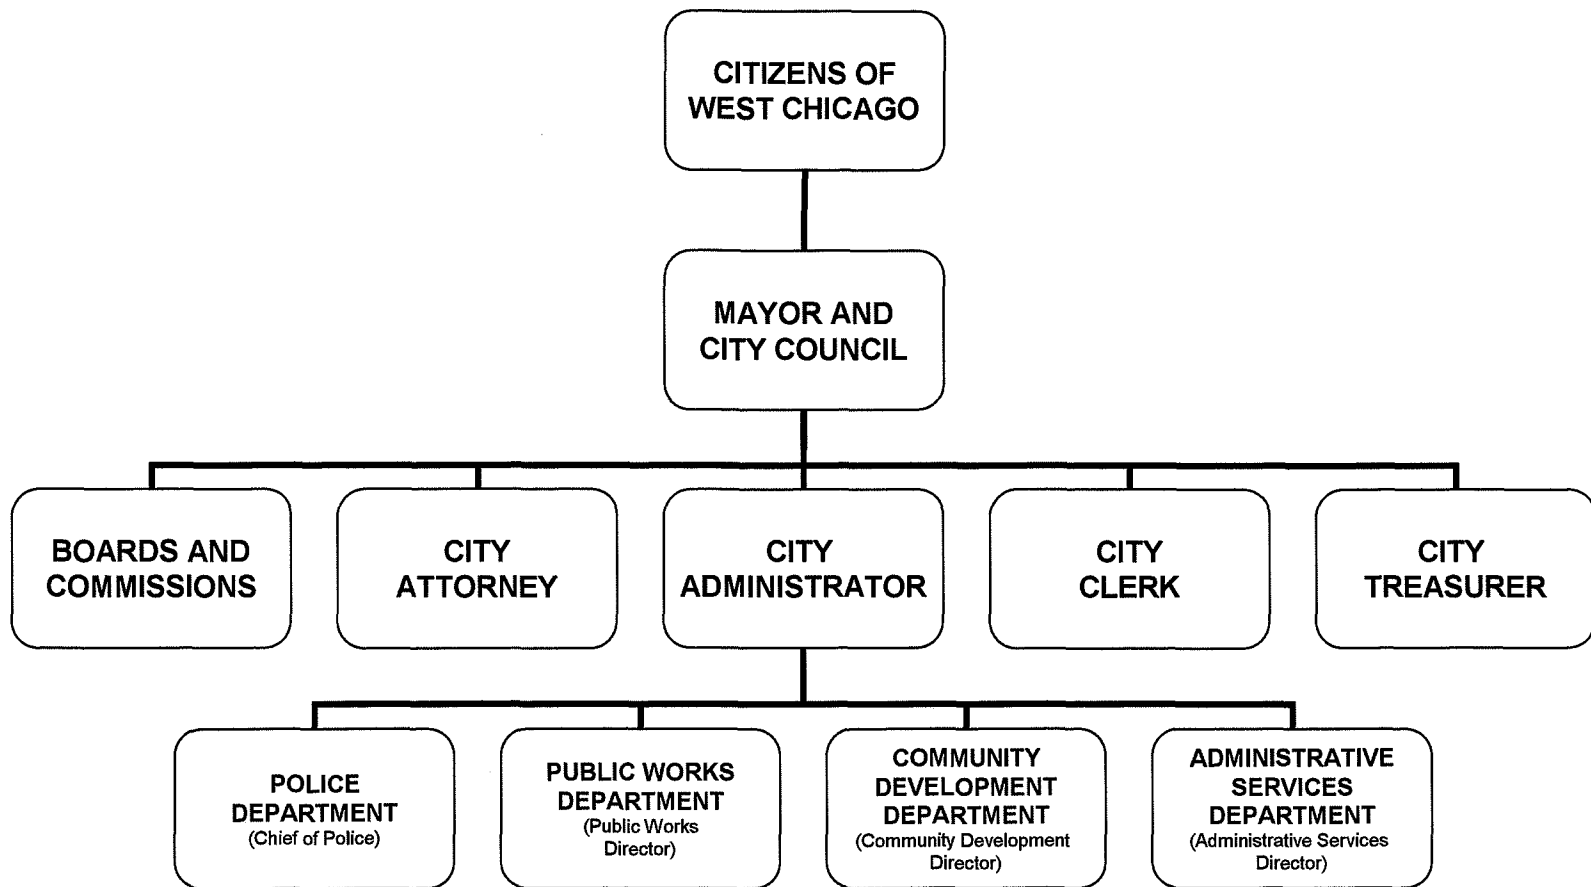 CITIZENS OF
WEST CHICAGO
MAYOR AND
CITY COUNCIL
BOARDS AND
COMMISSIONS
CITY
ATTORNEY
CITY
ADMINISTRATOR
CITY
CLERK
CITY
TREASURER
POLICE
DEPARTMENT
(Chief of Police)
PUBLIC WORKS
DEPARTMENT
(Public Works
Director)
COMMUNITY
DEVELOPMENT
DEPARTMENT
(Community Development
Director)
ADMINISTRATIVE
SERVICES
DEPARTMENT
(Administrative Services
Director)